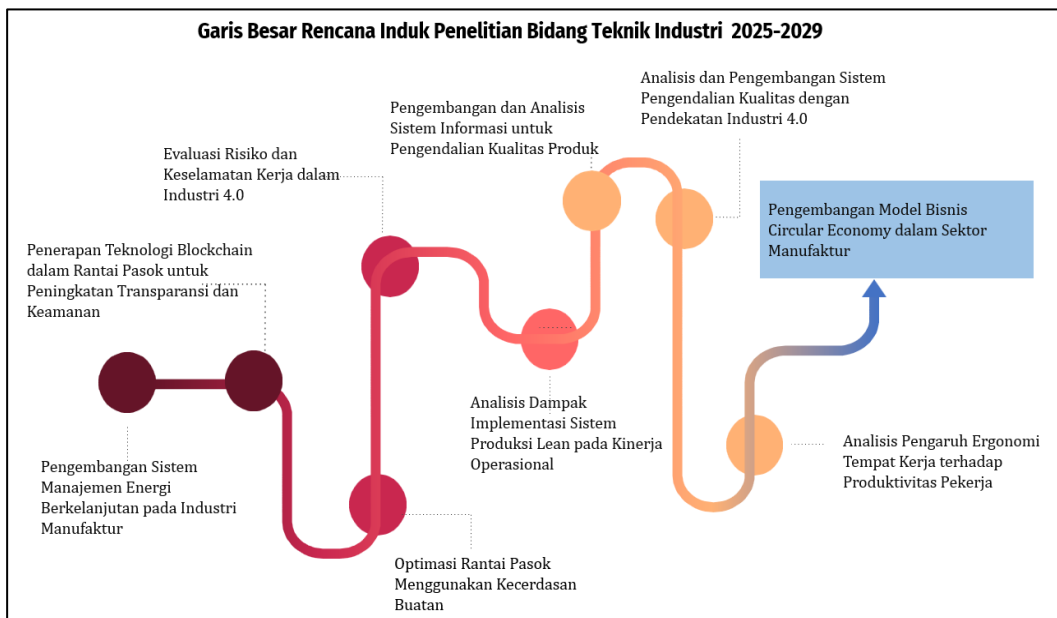 Garis Besar Rencana Induk Penelitian Bidang Teknik Industri 2025-2029
Pengembangan Sistem
Manajemen Energi
Berkelanjutan pada Industri
Manufaktur
Penerapan Teknologi Blockchain
dalam Rantai Pasok untuk
Peningkatan Transparansi dan
Keamanan
Optimasi Rantai Pasok
Menggunakan Kecerdasan
Buatan
Evaluasi Risiko dan
Keselamatan Kerja dalam
Industri 4.0
Analisis Dampak
Implementasi Sistem
Produksi Lean pada Kinerja
Operasional
Pengembangan dan Analisis
Sistem Informasi untuk
Pengendalian Kualitas Produk
Analisis dan Pengembangan Sistem
Pengendalian Kualitas dengan
Pendekatan Industri 4.0
Analisis Pengaruh Ergonomi
Tempat Kerja terhadap
Produktivitas Pekerja
Pengembangan Model Bisnis
Circular Economy dalam Sektor
Manufaktur